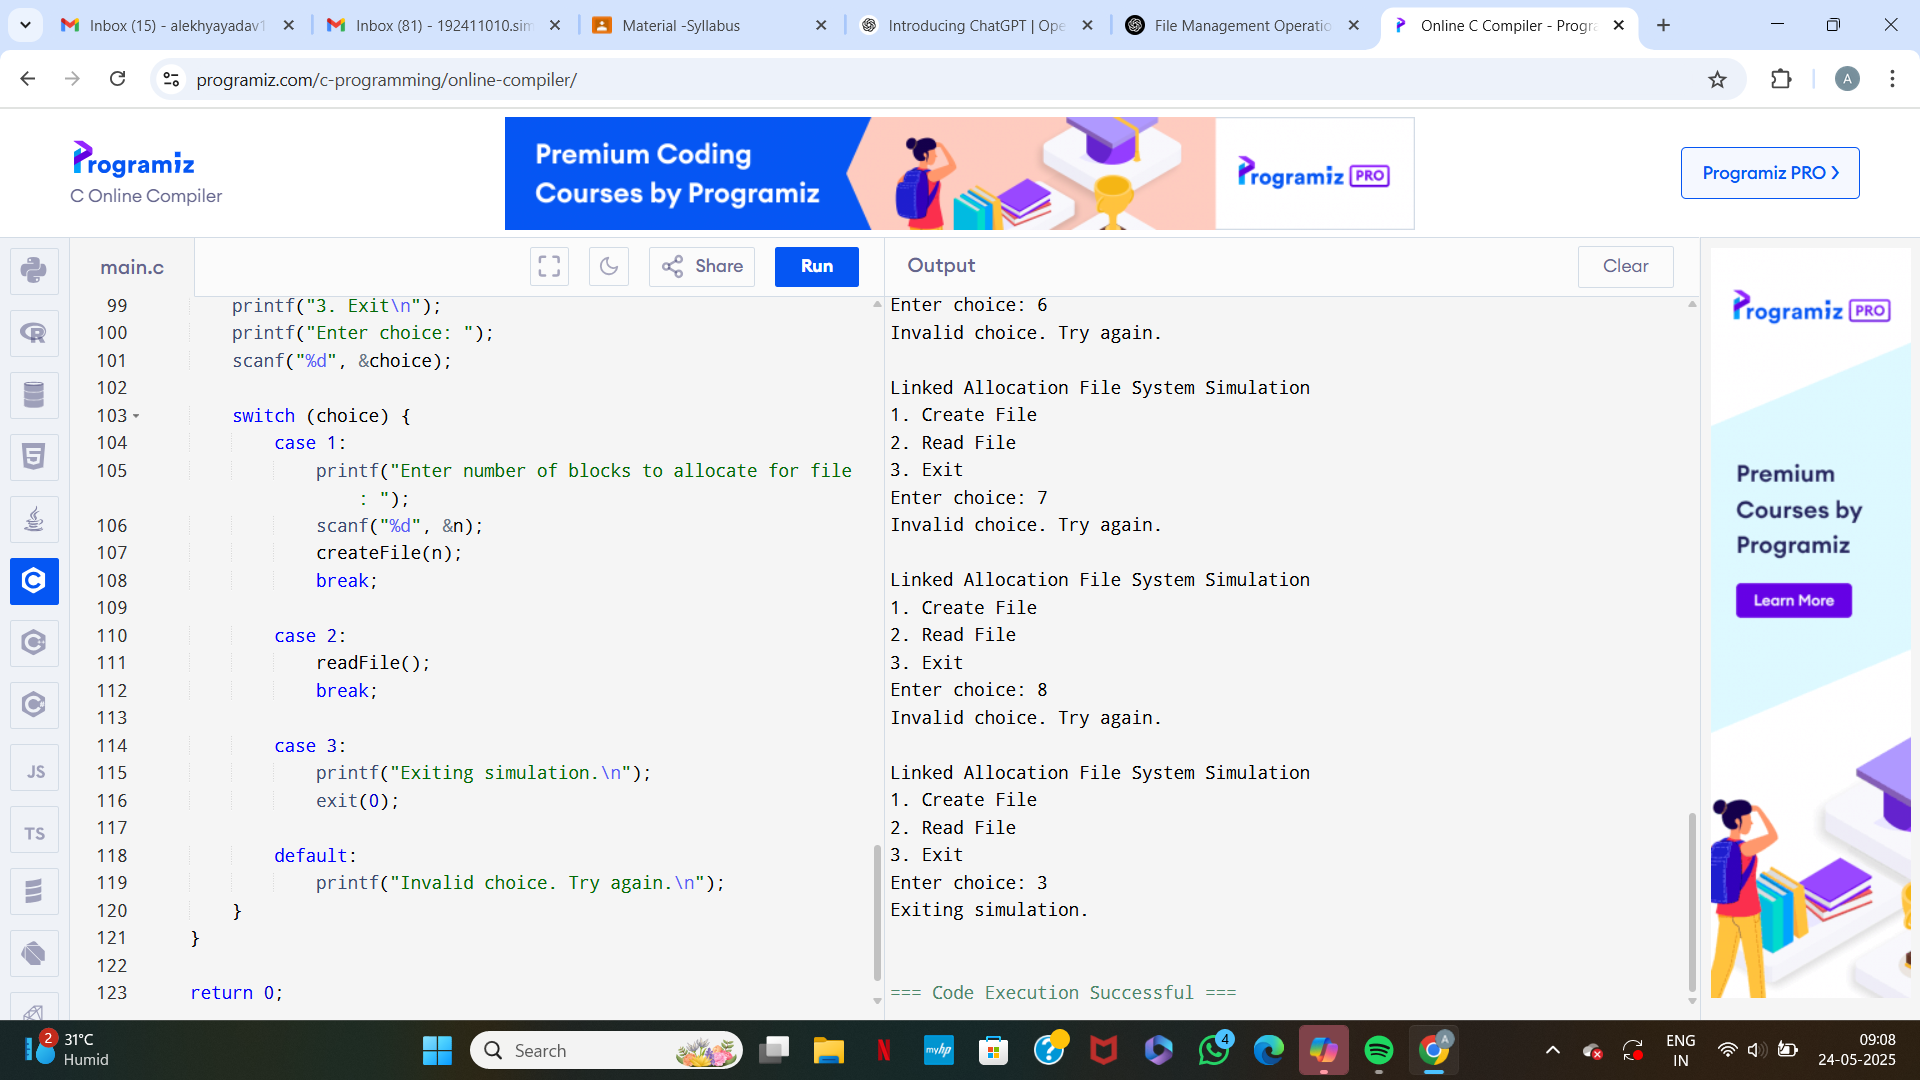 Inbox (15) - alekhyayadav1
Inbox (81) - 192411010.sim
Material -Syllabus
Introducing ChatGPT | Ope
File Management Operatio
Online C Compiler - Progra
programiz.com/c-programming/online-compiler/
A
Programiz
C Online Compiler
Premium Coding
Courses by Programiz
Programiz PRO
Programiz PRO >
main.c
Share
Run
Output
Clear
99 printf("3. Exit\n");
100 printf("Enter choice: ");
101 scanf("%d", &choice);
102
103 switch (choice) {
104 case 1:
105 printf("Enter number of blocks to allocate for file
: ");
106 scanf("%d", &n);
107 createFile(n);
108 break;
109
110 case 2:
111 readFile();
112 break;
113
114 case 3:
115 printf("Exiting simulation.\n");
116 exit(0);
117
118 default:
119 printf("Invalid choice. Try again.\n");
120 }
121 }
122
123 return 0;
Enter choice: 6
Invalid choice. Try again.
Linked Allocation File System Simulation
1. Create File
2. Read File
3. Exit
Enter choice: 7
Invalid choice. Try again.
Linked Allocation File System Simulation
1. Create File
2. Read File
3. Exit
Enter choice: 8
Invalid choice. Try again.
Linked Allocation File System Simulation
1. Create File
2. Read File
3. Exit
Enter choice: 3
Exiting simulation.
=== Code Execution Successful ===
JS
TS
Programiz PRO
Premium
Courses by
Programiz
Learn More
2
31°C
Humid
Search
N
myhp
4
A
ENG
IN
09:08
24-05-2025